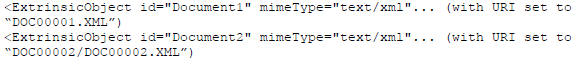 <ExtrinsicObject id="Document1" mimeType="text/xml"... (with URI set to
“DOC00001.XML”)
<ExtrinsicObject id="Document2" mimeType="text/xml"... (with URI set to
“DOC00002/DOC00002.XML”)